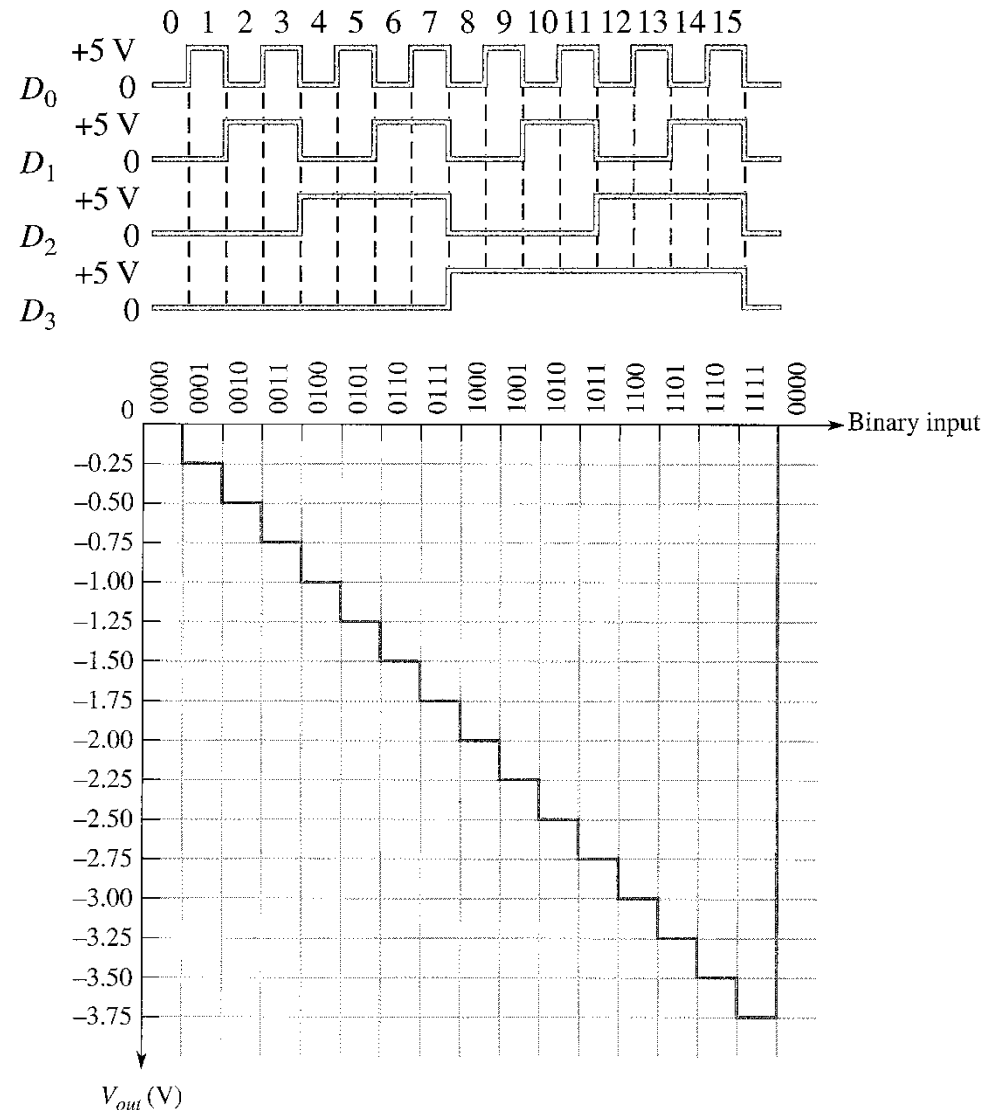 0 1 2 3 4 5 6 7 8 9 10 11 12 13 14 15
+5 V
D0 0
+5 V
D1 0
+5 V
D2 0
+5 V
D3 0
0 0000 0001 0010 0011 0100 0101 0110 0111 1000 1001 1010 1011 1100 1101 1110 1111 0000
Binary input
–0.25
–0.50
–0.75
–1.00
–1.25
–1.50
–1.75
–2.00
–2.25
–2.50
–2.75
–3.00
–3.25
–3.50
–3.75
Vout (V)